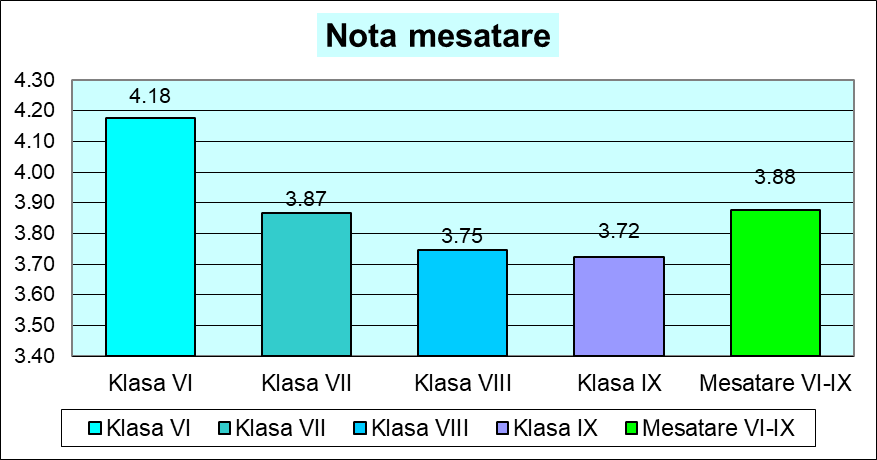 Nota mesatare
4.30
4.20
4.10
4.00
3.90
3.80
3.70
3.60
3.50
3.40
4.18
3.87
3.75
3.72
3.88
Klasa VI
Klasa VII
Klasa VIII
Klasa IX
Mesatare VI-IX
Klasa VI
Klasa VII
Klasa VIII
Klasa IX
Mesatare VI-IX